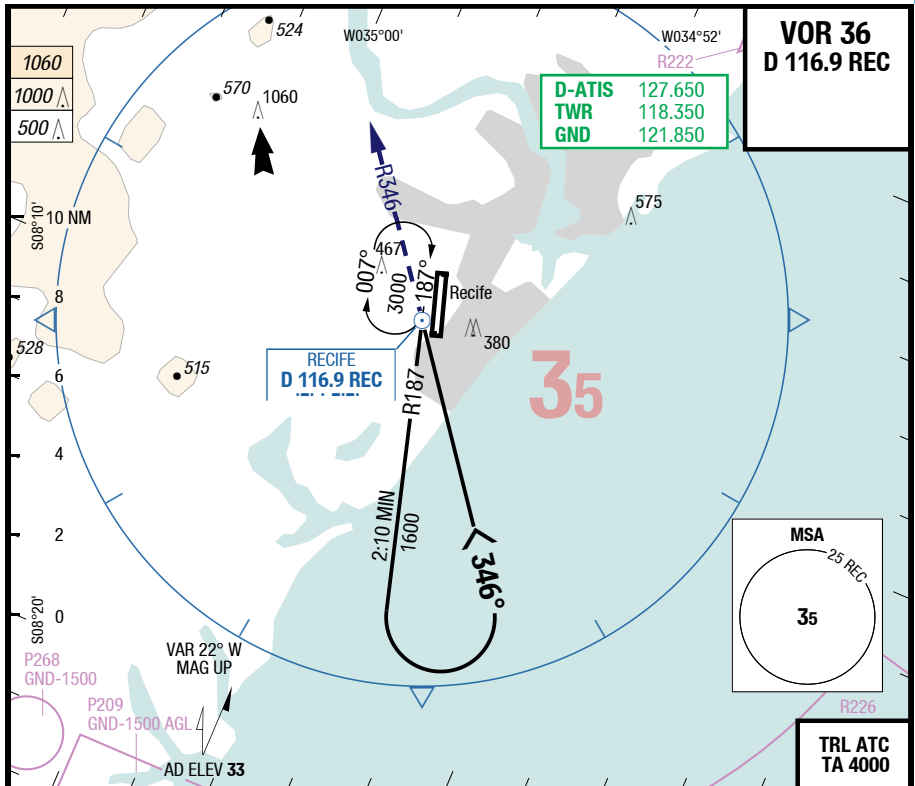 VOR 36
D 116.9 REC
1060
1000
500
524
570
1060
W035°00'
W034°52'
R222
D-ATIS 127.650
TWR 118.350
GND 121.850
S08°10'
10 NM
8
6
4
2
0
S08°20'
R346
467
007°
3000
187°
575
Recife
380
528
515
RECIFE
D 116.9 REC
35
R187
2:10 MIN
1600
346°
MSA
25 REC
35
VAR 22° W
MAG UP
P268
GND-1500
P209
GND-1500 AGL
AD ELEV 33
R226
TRL ATC
TA 4000